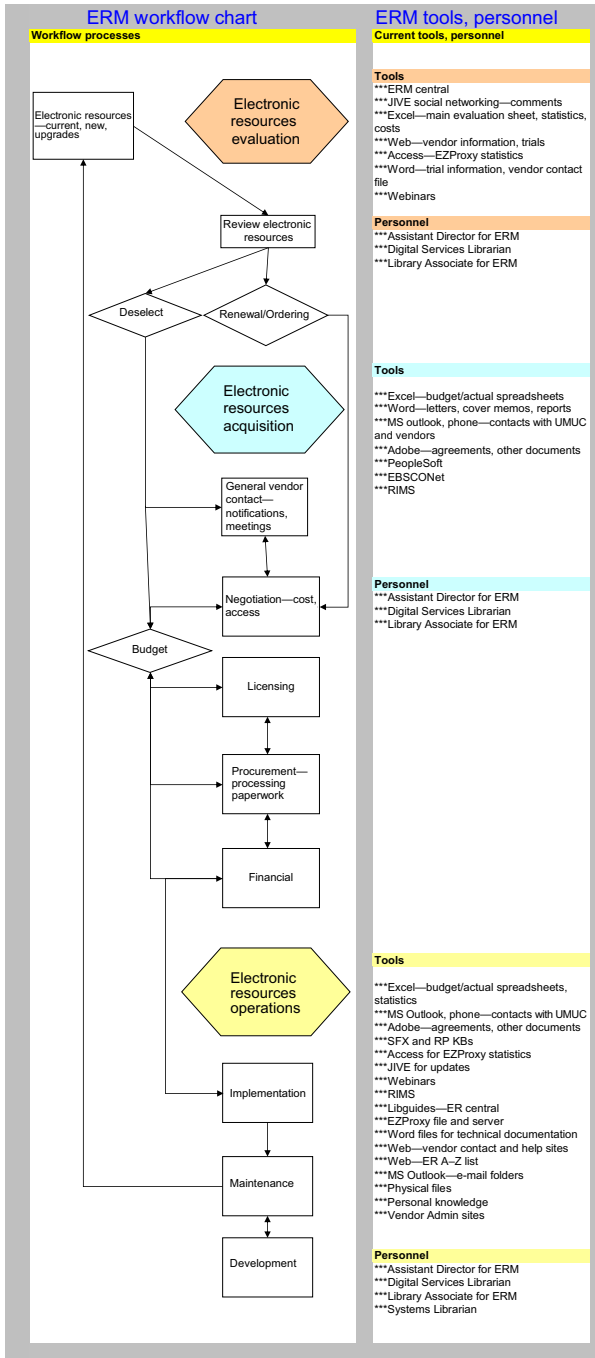 ERM workflow chart
Workflow processes
Electronic resources
—current, new,
upgrades
Electronic
resources
evaluation
Review electronic
resources
Deselect
Renewal/Ordering
Electronic
resources
acquisition
General vendor
contact—
notifications,
meetings
Negotiation—cost,
access
Budget
Licensing
Procurement—
processing
paperwork
Financial
Electronic
resources
operations
Implementation
Maintenance
Development
ERM tools, personnel
Current tools, personnel
Tools
***ERM central
***JIVE social networking—comments
***Excel—main evaluation sheet, statistics,
costs
***Web—vendor information, trials
***Access—EZProxy statistics
***Word—trial information, vendor contact
file
***Webinars
Personnel
***Assistant Director for ERM
***Digital Services Librarian
***Library Associate for ERM
Tools
***Excel—budget/actual spreadsheets
***Word—letters, cover memos, reports
***MS outlook, phone—contacts with UMUC
and vendors
***Adobe—agreements, other documents
***PeopleSoft
***EBSCONet
***RIMS
Personnel
***Assistant Director for ERM
***Digital Services Librarian
***Library Associate for ERM
Tools
***Excel—budget/actual spreadsheets,
statistics
***MS Outlook, phone—contacts with UMUC
***Adobe—agreements, other documents
***SFX and RP KBs
***Access for EZProxy statistics
***JIVE for updates
***Webinars
***RIMS
***Libguides—ER central
***EZProxy file and server
***Word files for technical documentation
***Web—vendor contact and help sites
***Web—ER A–Z list
***MS Outlook—e-mail folders
***Physical files
***Personal knowledge
***Vendor Admin sites
Personnel
***Assistant Director for ERM
***Digital Services Librarian
***Library Associate for ERM
***Systems Librarian